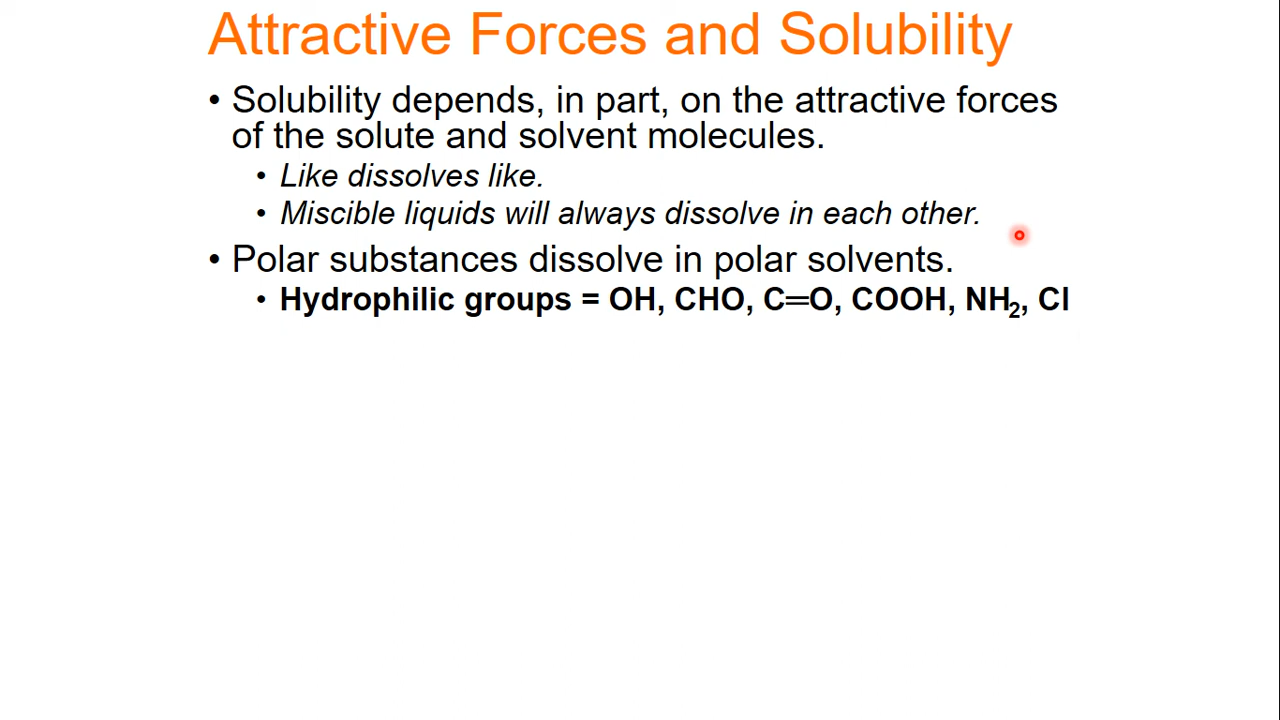 Attractive Forces and Solubility
• Solubility depends, in part, on the attractive forces
of the solute and solvent molecules.
• Like dissolves like.
• Miscible liquids will always dissolve in each other.
• Polar substances dissolve in polar solvents.
• Hydrophilic groups = OH, CHO, C═O, COOH, NH₂, Cl